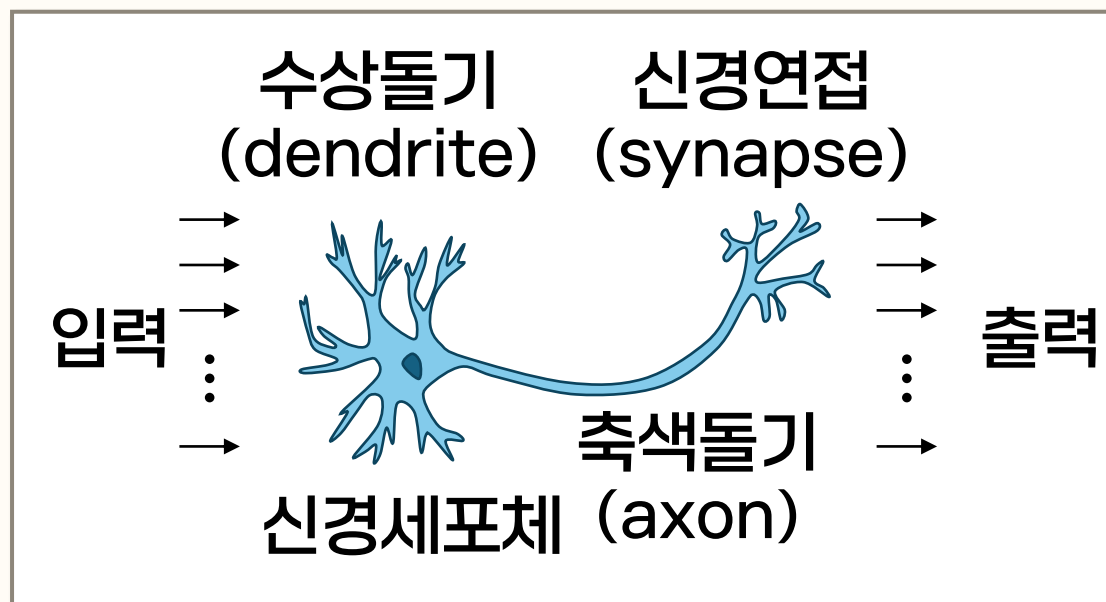 수상돌기
(dendrite)
신경연접
(synapse)
입력
출력
축색돌기
(axon)
신경세포체